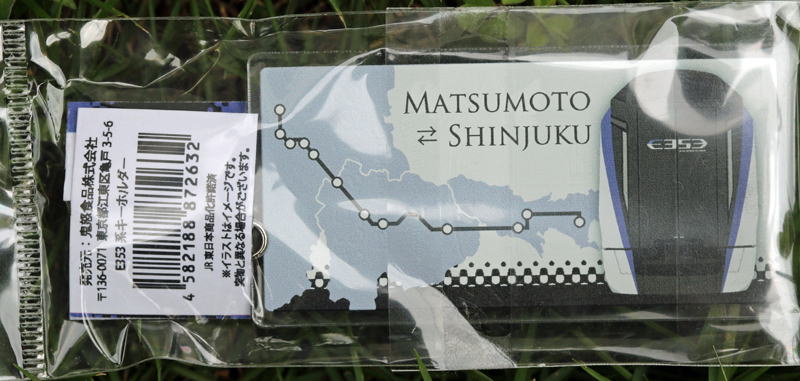 発売元：鬼怒食品株式会社
〒136-0071 東京都江東区亀戸 3-5-6
E353系キーホルダー
4 582188 872632
JR東日本商品化許諾済
※イラストはイメージです。
実物と異なる場合がございます。
MATSUMOTO
⇄ SHINJUKU
E353